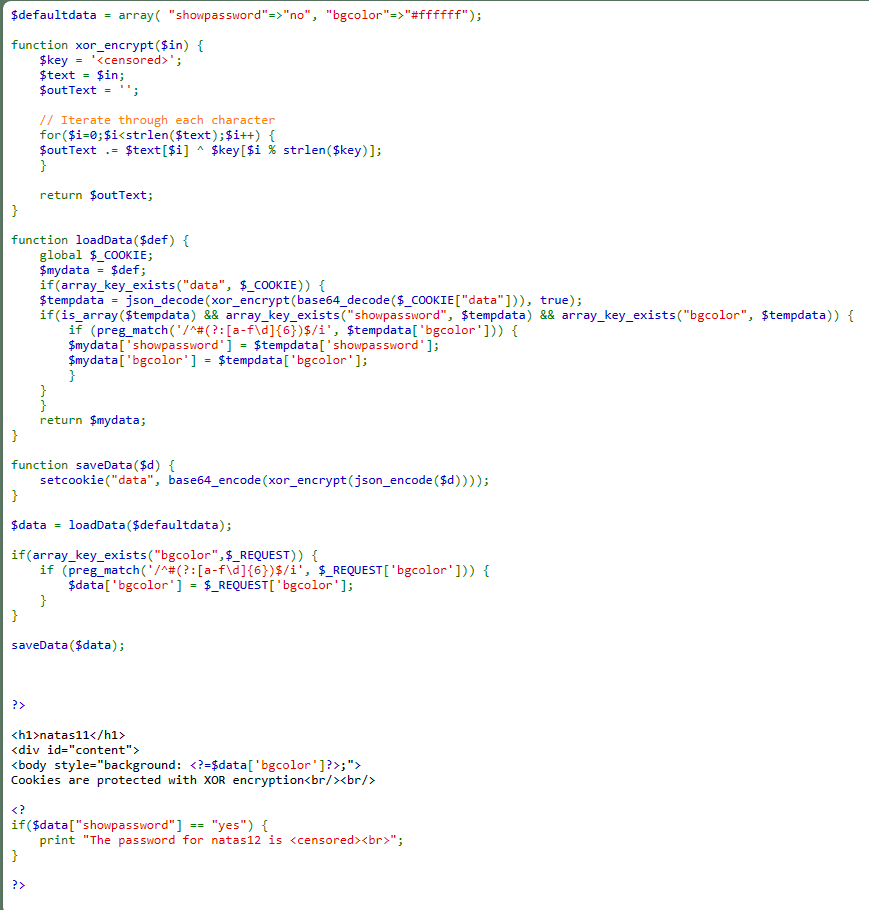 $defaultdata = array( "showpassword"=>"no", "bgcolor"=>"#ffffff");
function xor_encrypt($in) {
$key = '<censored>';
$text = $in;
$outText = '';
// Iterate through each character
for($i=0;$i<strlen($text);$i++) {
$outText .= $text[$i] ^ $key[$i % strlen($key)];
}
return $outText;
}
function loadData($def) {
global $_COOKIE;
$mydata = $def;
if(array_key_exists("data", $_COOKIE)) {
$tempdata = json_decode(xor_encrypt(base64_decode($_COOKIE["data"])), true);
if(is_array($tempdata) && array_key_exists("showpassword", $tempdata) && array_key_exists("bgcolor", $tempdata)) {
if (preg_match('/^#(?:[a-f\d]{6})$/i', $tempdata['bgcolor'])) {
$mydata['showpassword'] = $tempdata['showpassword'];
$mydata['bgcolor'] = $tempdata['bgcolor'];
}
}
}
return $mydata;
}
function saveData($d) {
setcookie("data", base64_encode(xor_encrypt(json_encode($d))));
}
$data = loadData($defaultdata);
if(array_key_exists("bgcolor",$_REQUEST)) {
if (preg_match('/^#(?:[a-f\d]{6})$/i', $_REQUEST['bgcolor'])) {
$data['bgcolor'] = $_REQUEST['bgcolor'];
}
}
saveData($data);
?>
<h1>natas11</h1>
<div id="content">
<body style="background: <?=$data['bgcolor']?>;">
Cookies are protected with XOR encryption<br/><br/>
<?
if($data["showpassword"] == "yes") {
print "The password for natas12 is <censored><br>";
}
?>